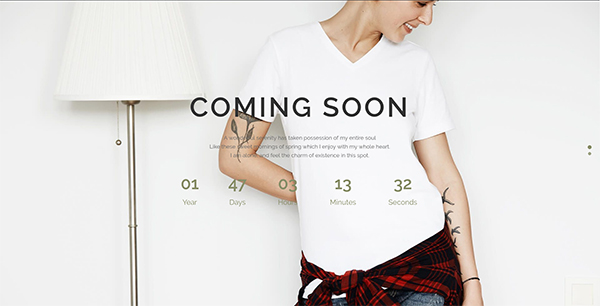 COMING SOON
A wonderful serenity has taken possession of my entire soul
Like these sweet mornings of spring which I enjoy with my whole heart.
I am alone and feel the charm of existence in this spot.
01 47 03 13 32
Year Days Hours Minutes Seconds